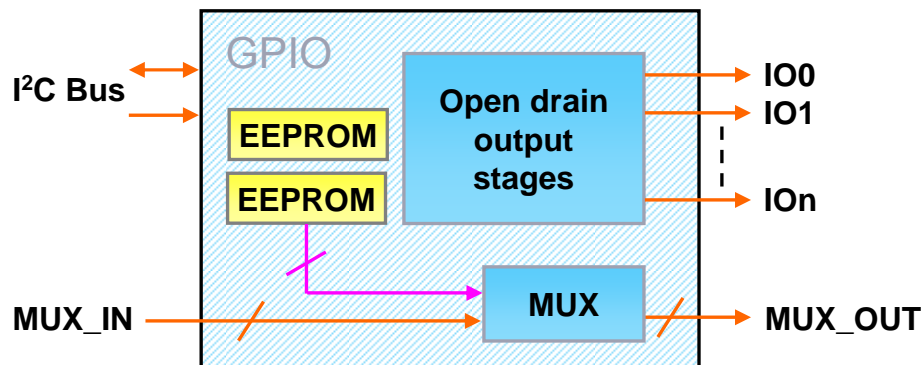 GPIO
I²C Bus
Open drain
output
stages
IO0
IO1
IOn
EEPROM
EEPROM
MUX_IN
MUX
MUX_OUT